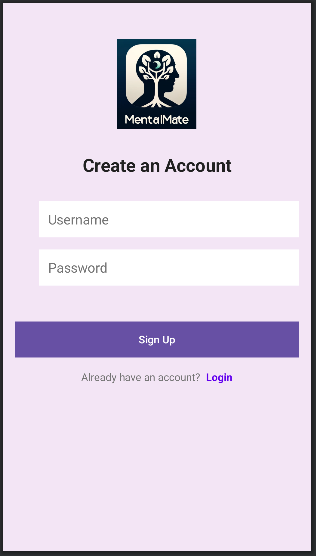 MentalMate
Create an Account
Username
Password
Sign Up
Already have an account? Login